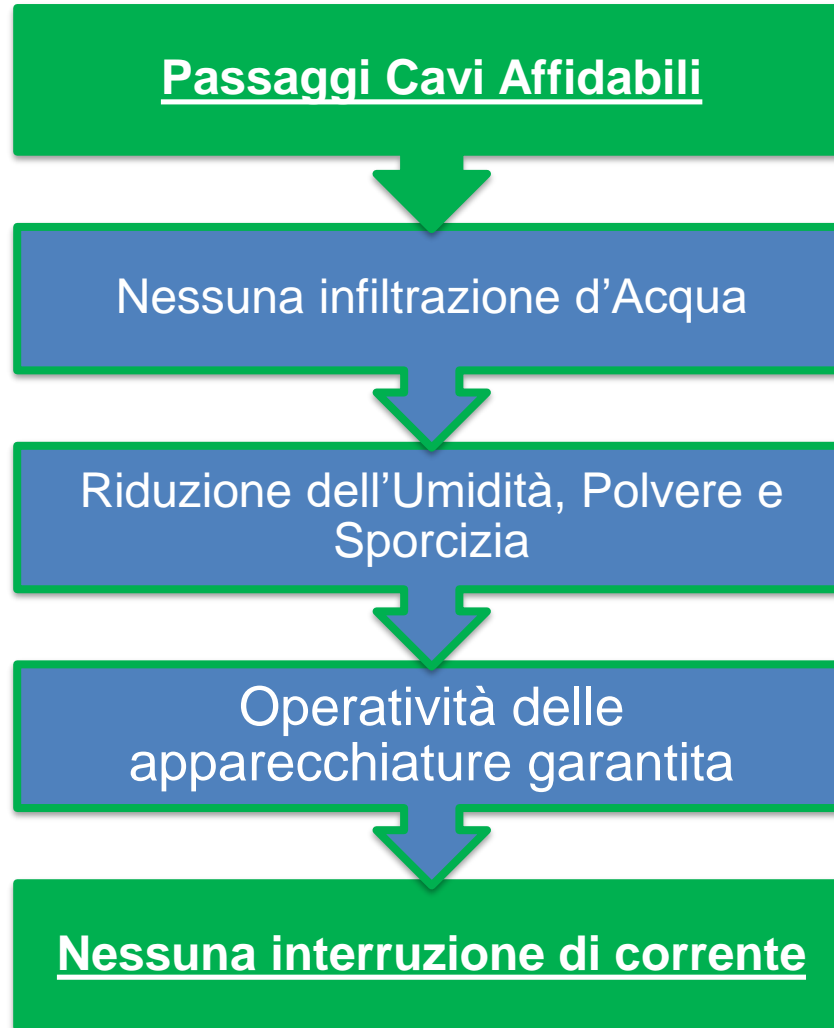 Passaggi Cavi Affidabili
Nessuna infiltrazione d’Acqua
Riduzione dell’Umidità, Polvere e
Sporcizia
Operatività delle
apparecchiature garantita
Nessuna interruzione di corrente